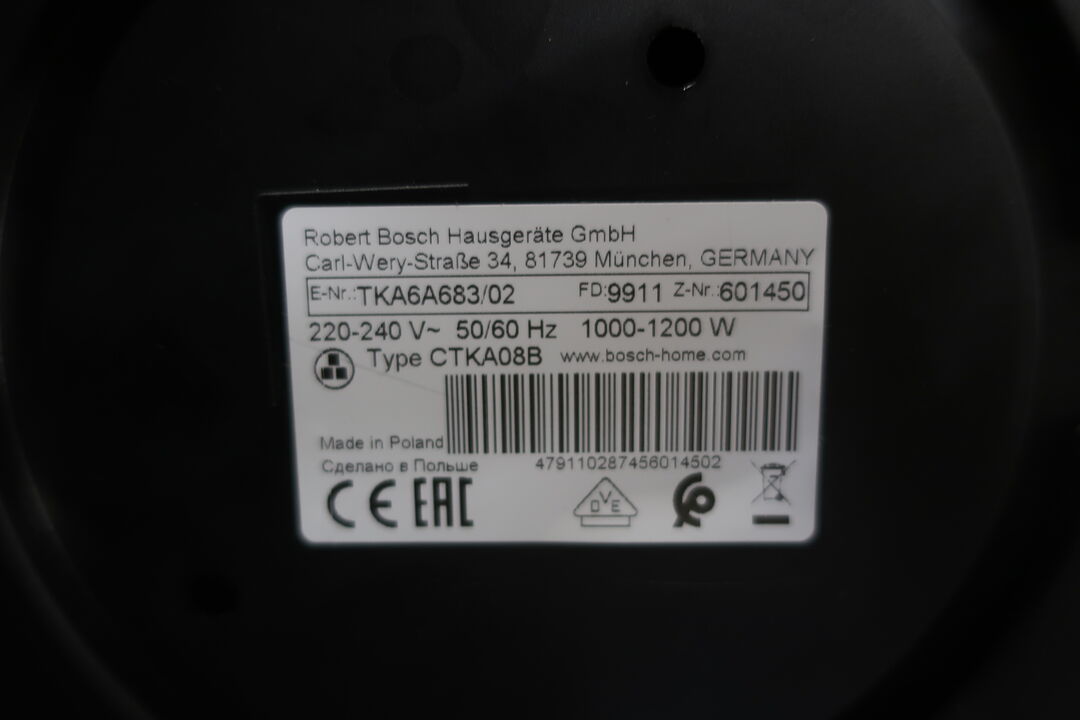 Robert Bosch Hausgeräte GmbH
Carl-Wery-Straße 34, 81739 München, GERMANY
E-Nr.:TKA6A683/02 FD:9911 Z-Nr.:601450
220-240 V~ 50/60 Hz 1000-1200 W
Type CTKA08B www.bosch-home.com
Made in Poland
Сделано в Польше 479110287456014502
CE EAC DVE